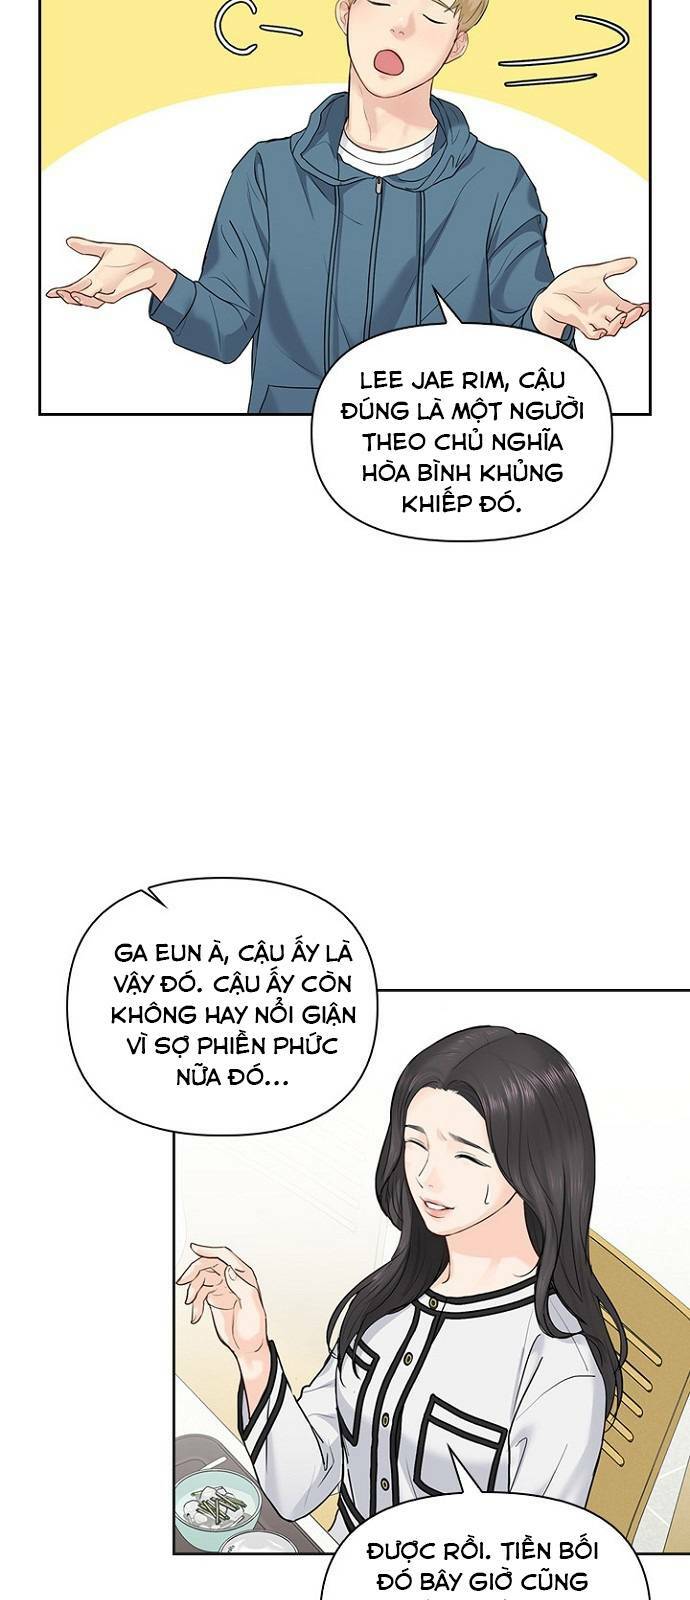 LEE JAE RIM, CẬU
ĐÚNG LÀ MỘT NGƯỜI
THEO CHỦ NGHĨA
HÒA BÌNH KHỦNG
KHIẾP ĐÓ.
GA EUN À, CẬU ẤY LÀ
VẬY ĐÓ. CẬU ẤY CÒN
KHÔNG HAY NỔI GIẬN
VÌ SỢ PHIỀN PHỨC
NỮA ĐÓ...
ĐƯỢC RỒI. TIỀN BỐI
ĐÓ BÂY GIỜ CŨNG